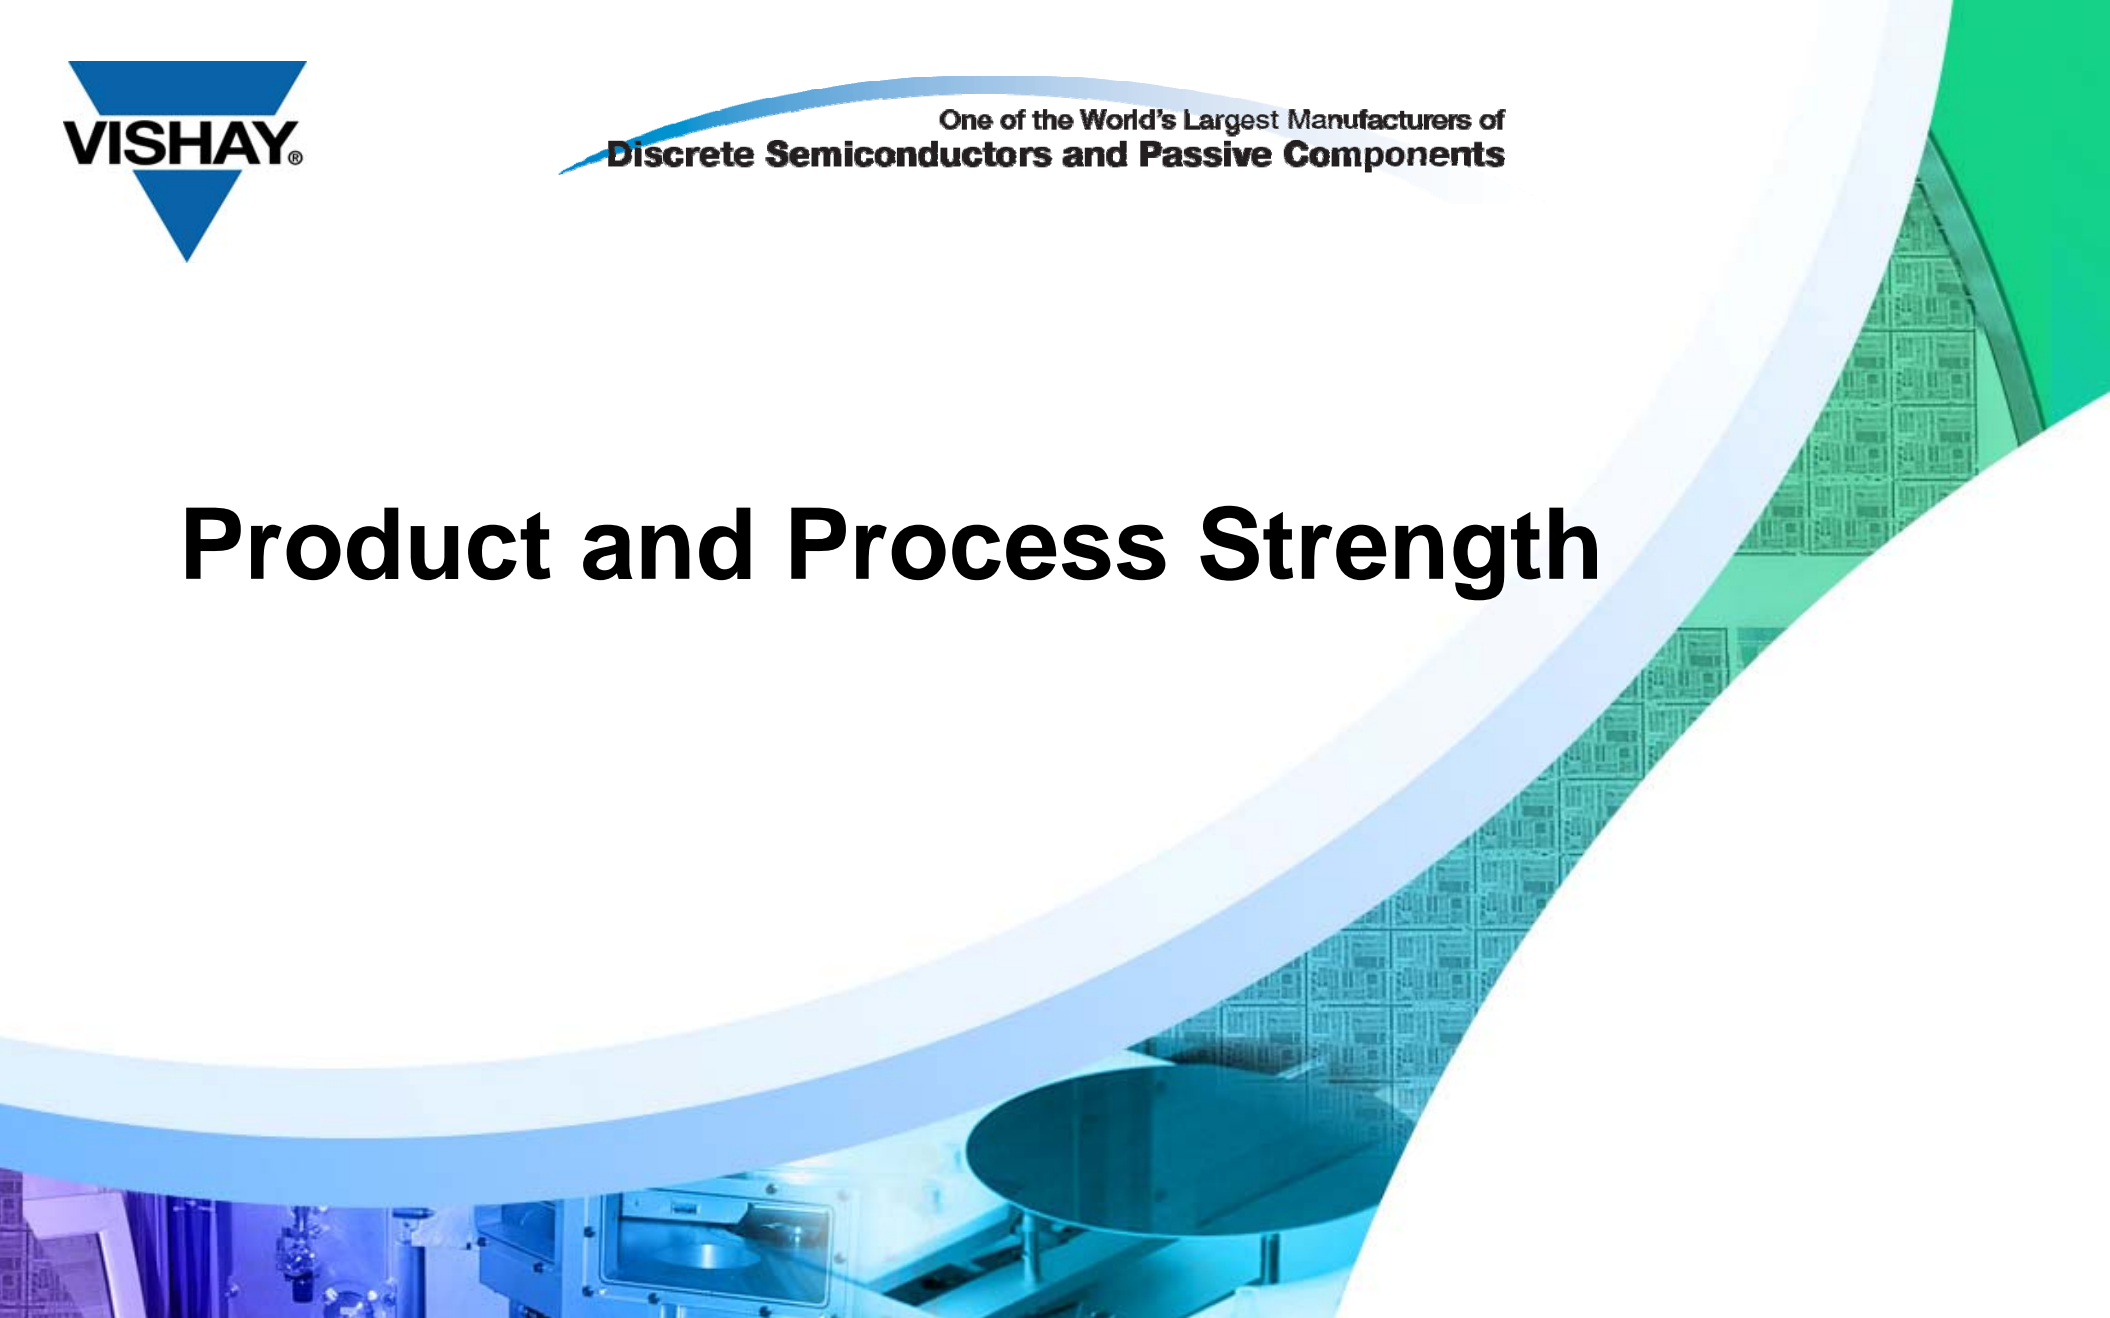 VISHAY®
One of the World's Largest Manufacturers of
Discrete Semiconductors and Passive Components
Product and Process Strength